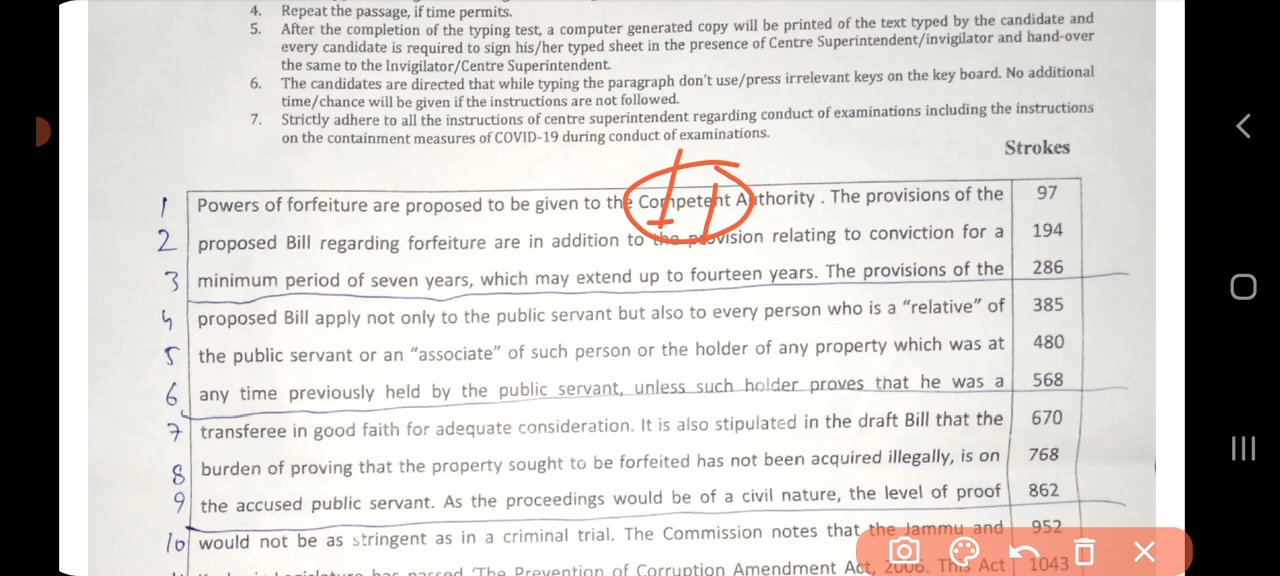 4. Repeat the passage, if time permits.
5. After the completion of the typing test, a computer generated copy will be printed of the text typed by the candidate and
every candidate is required to sign his/her typed sheet in the presence of Centre Superintendent/invigilator and hand-over
the same to the Invigilator/Centre Superintendent.
6. The candidates are directed that while typing the paragraph don't use/press irrelevant keys on the key board. No additional
time/chance will be given if the instructions are not followed.
7. Strictly adhere to all the instructions of centre superintendent regarding conduct of examinations including the instructions
on the containment measures of COVID-19 during conduct of examinations.
Strokes
1 Powers of forfeiture are proposed to be given to the Competent Authority . The provisions of the 97
2 proposed Bill regarding forfeiture are in addition to the provision relating to conviction for a 194
3 minimum period of seven years, which may extend up to fourteen years. The provisions of the 286
4 proposed Bill apply not only to the public servant but also to every person who is a "relative" of 385
5 the public servant or an "associate" of such person or the holder of any property which was at 480
6 any time previously held by the public servant, unless such holder proves that he was a 568
7 transferee in good faith for adequate consideration. It is also stipulated in the draft Bill that the 670
8 burden of proving that the property sought to be forfeited has not been acquired illegally, is on 768
9 the accused public servant. As the proceedings would be of a civil nature, the level of proof 862
10 would not be as stringent as in a criminal trial. The Commission notes that the Jammu and 952
has passed 'The Prevention of Corruption Amendment Act, 2006. This Act 1043